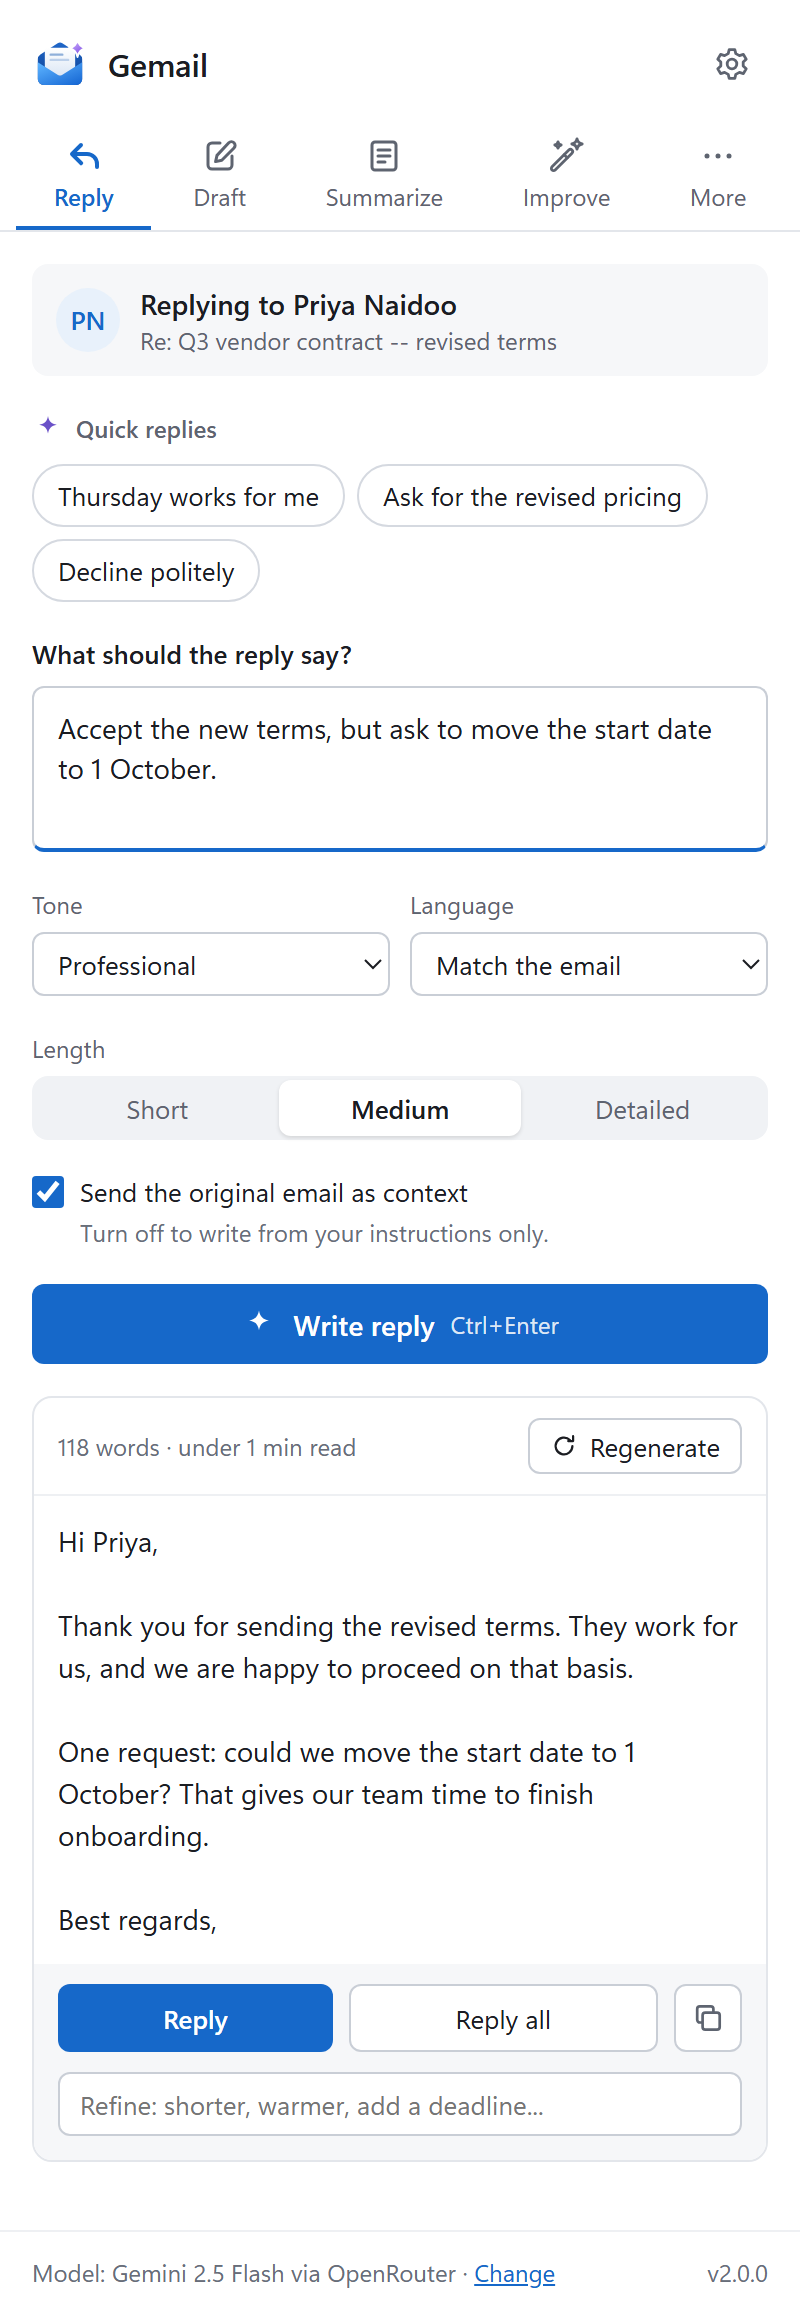 Gemail
Reply
Draft
Summarize
Improve
More
PN
Replying to Priya Naidoo
Re: Q3 vendor contract -- revised terms
Quick replies
Thursday works for me
Ask for the revised pricing
Decline politely
What should the reply say?
Accept the new terms, but ask to move the start date
to 1 October.
Tone
Language
Professional
Match the email
Length
Short
Medium
Detailed
Send the original email as context
Turn off to write from your instructions only.
Write reply Ctrl+Enter
118 words · under 1 min read
Regenerate
Hi Priya,
Thank you for sending the revised terms. They work for
us, and we are happy to proceed on that basis.
One request: could we move the start date to 1
October? That gives our team time to finish
onboarding.
Best regards,
Reply
Reply all
Refine: shorter, warmer, add a deadline...
Model: Gemini 2.5 Flash via OpenRouter · Change
v2.0.0